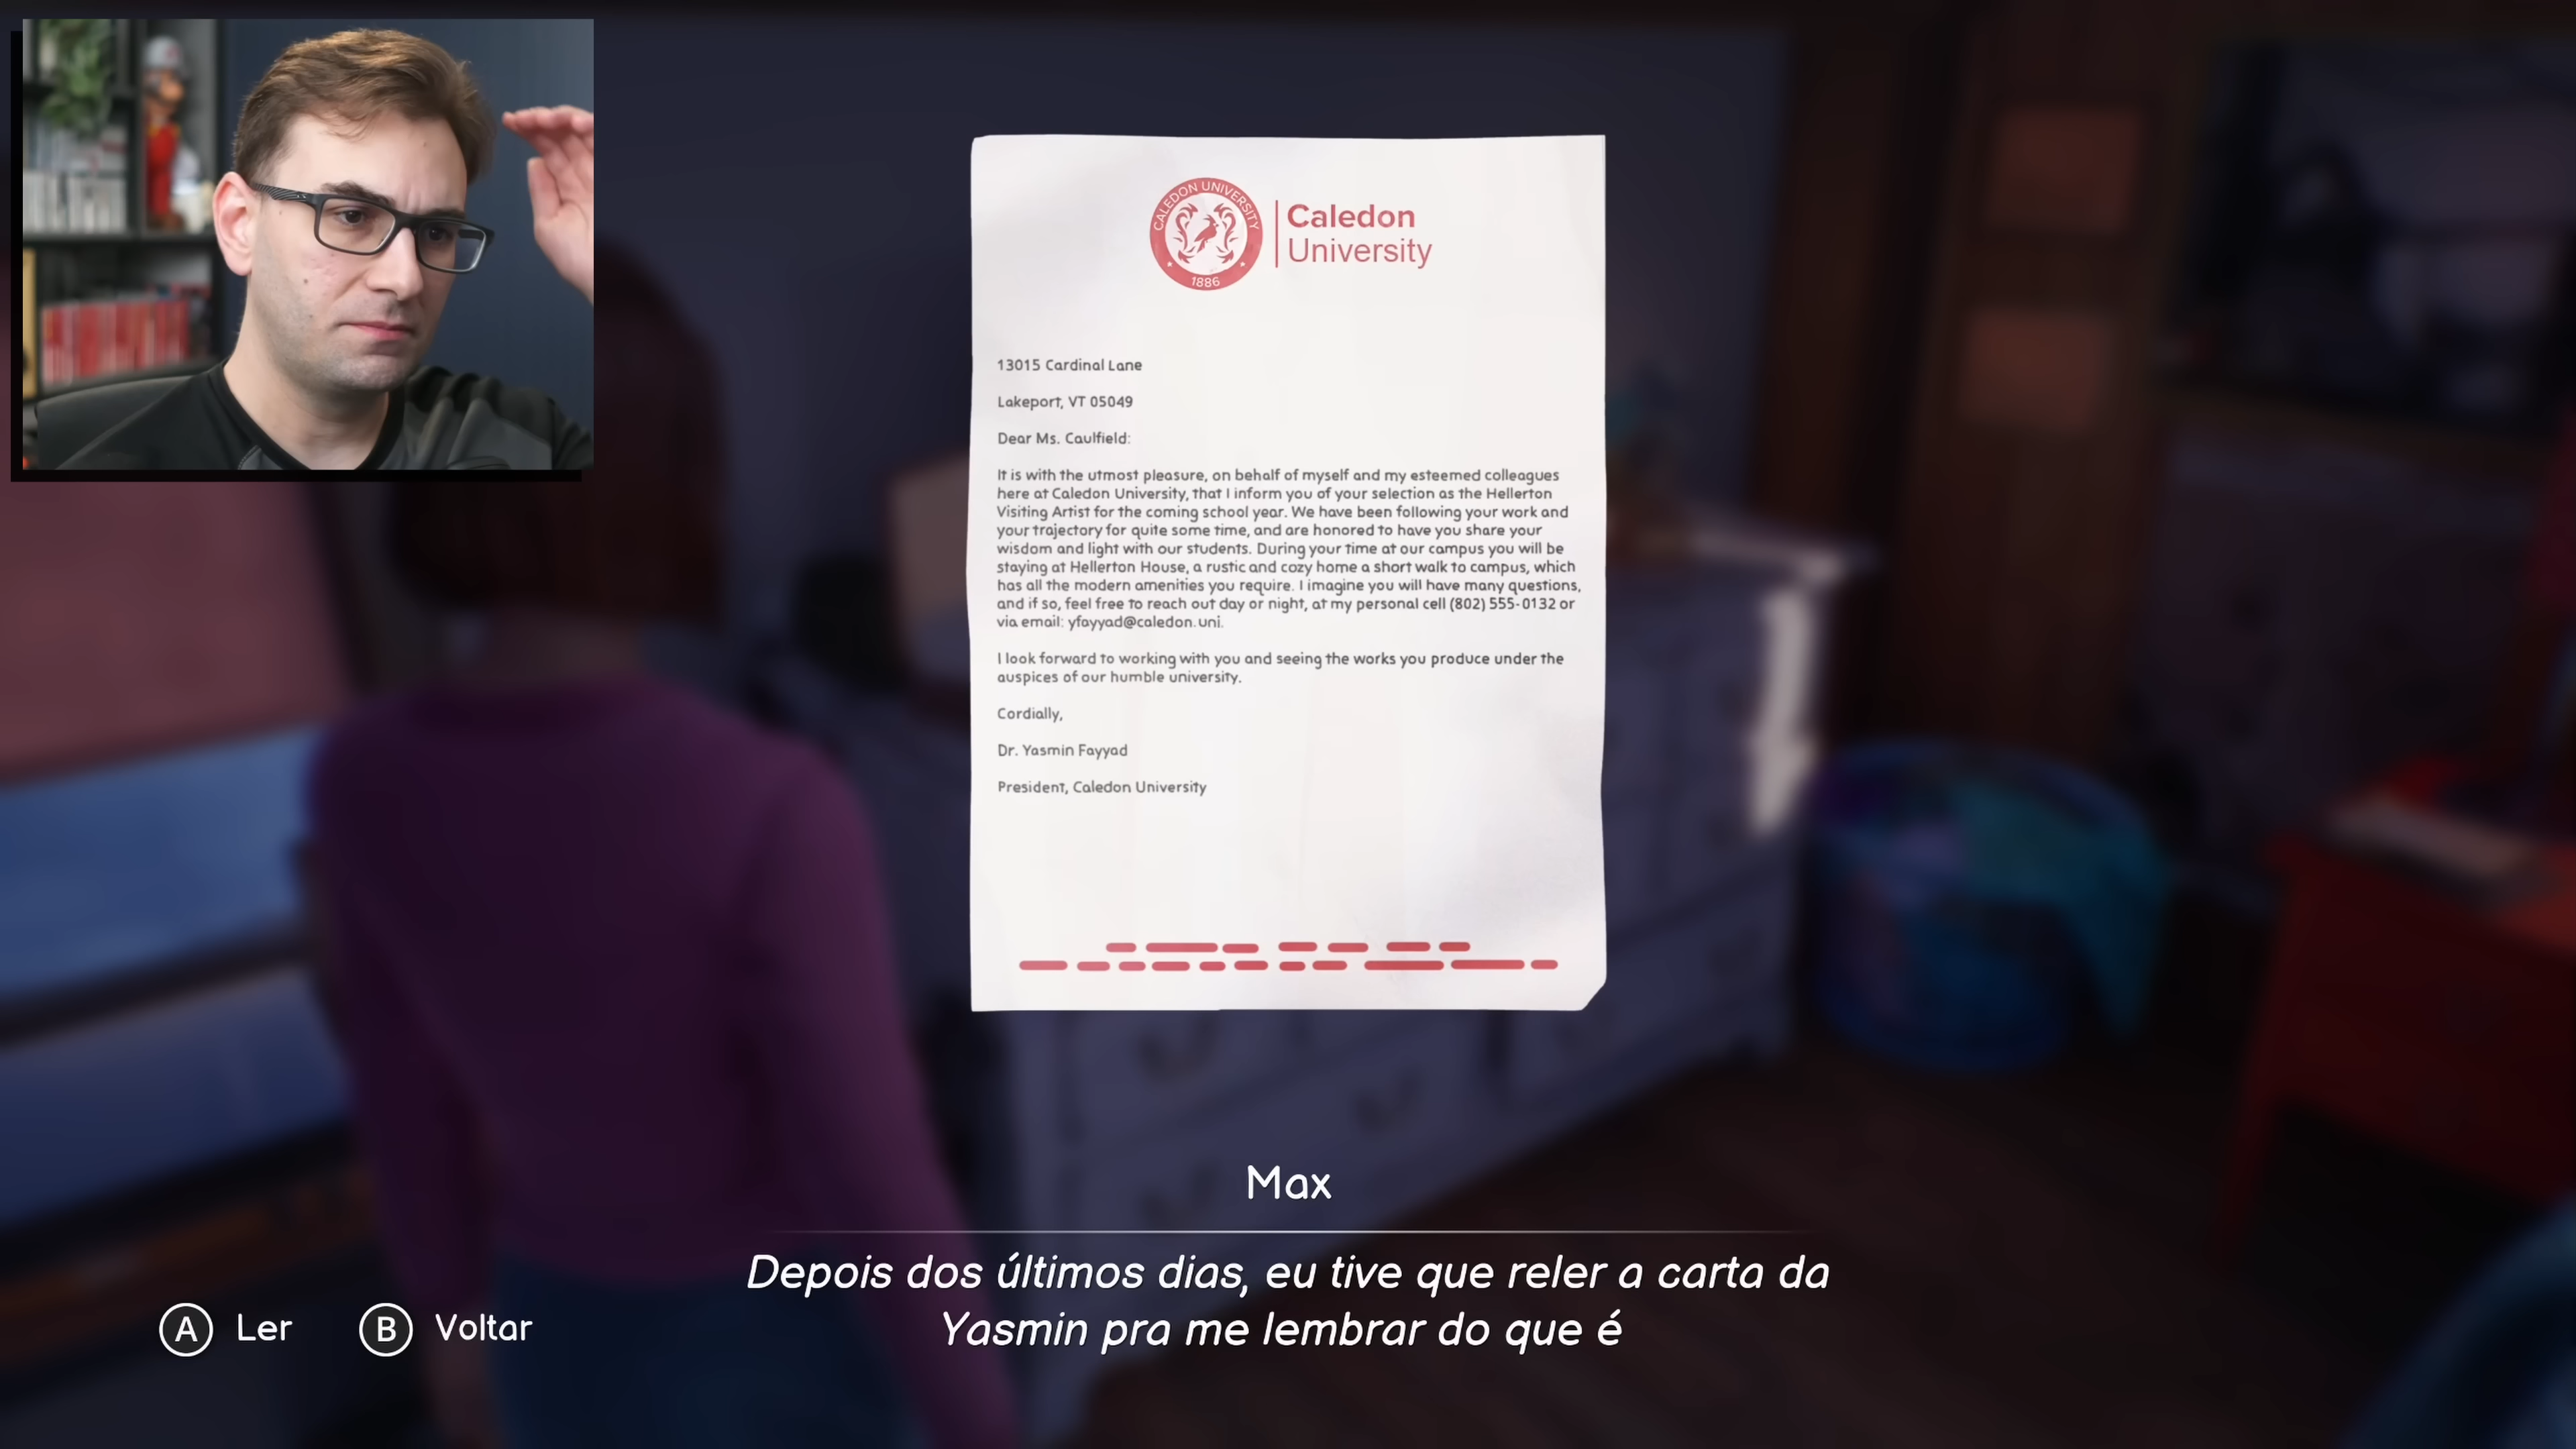 CALEDON UNIVERSITY
1886
Caledon
University
13015 Cardinal Lane
Lakeport, VT 05049
Dear Ms. Caulfield:
It is with the utmost pleasure, on behalf of myself and my esteemed colleagues
here at Caledon University, that I inform you of your selection as the Hellerton
Visiting Artist for the coming school year. We have been following your work and
your trajectory for quite some time, and are honored to have you share your
wisdom and light with our students. During your time at our campus you will be
staying at Hellerton House, a rustic and cozy home a short walk to campus, which
has all the modern amenities you require. I imagine you will have many questions,
and if so, feel free to reach out day or night, at my personal cell (802) 555-0132 or
via email: yfayyad@caledon.uni.
I look forward to working with you and seeing the works you produce under the
auspices of our humble university.
Cordially,
Dr. Yasmin Fayyad
President, Caledon University
Max
Depois dos últimos dias, eu tive que reler a carta da
Yasmin pra me lembrar do que é
A Ler B Voltar